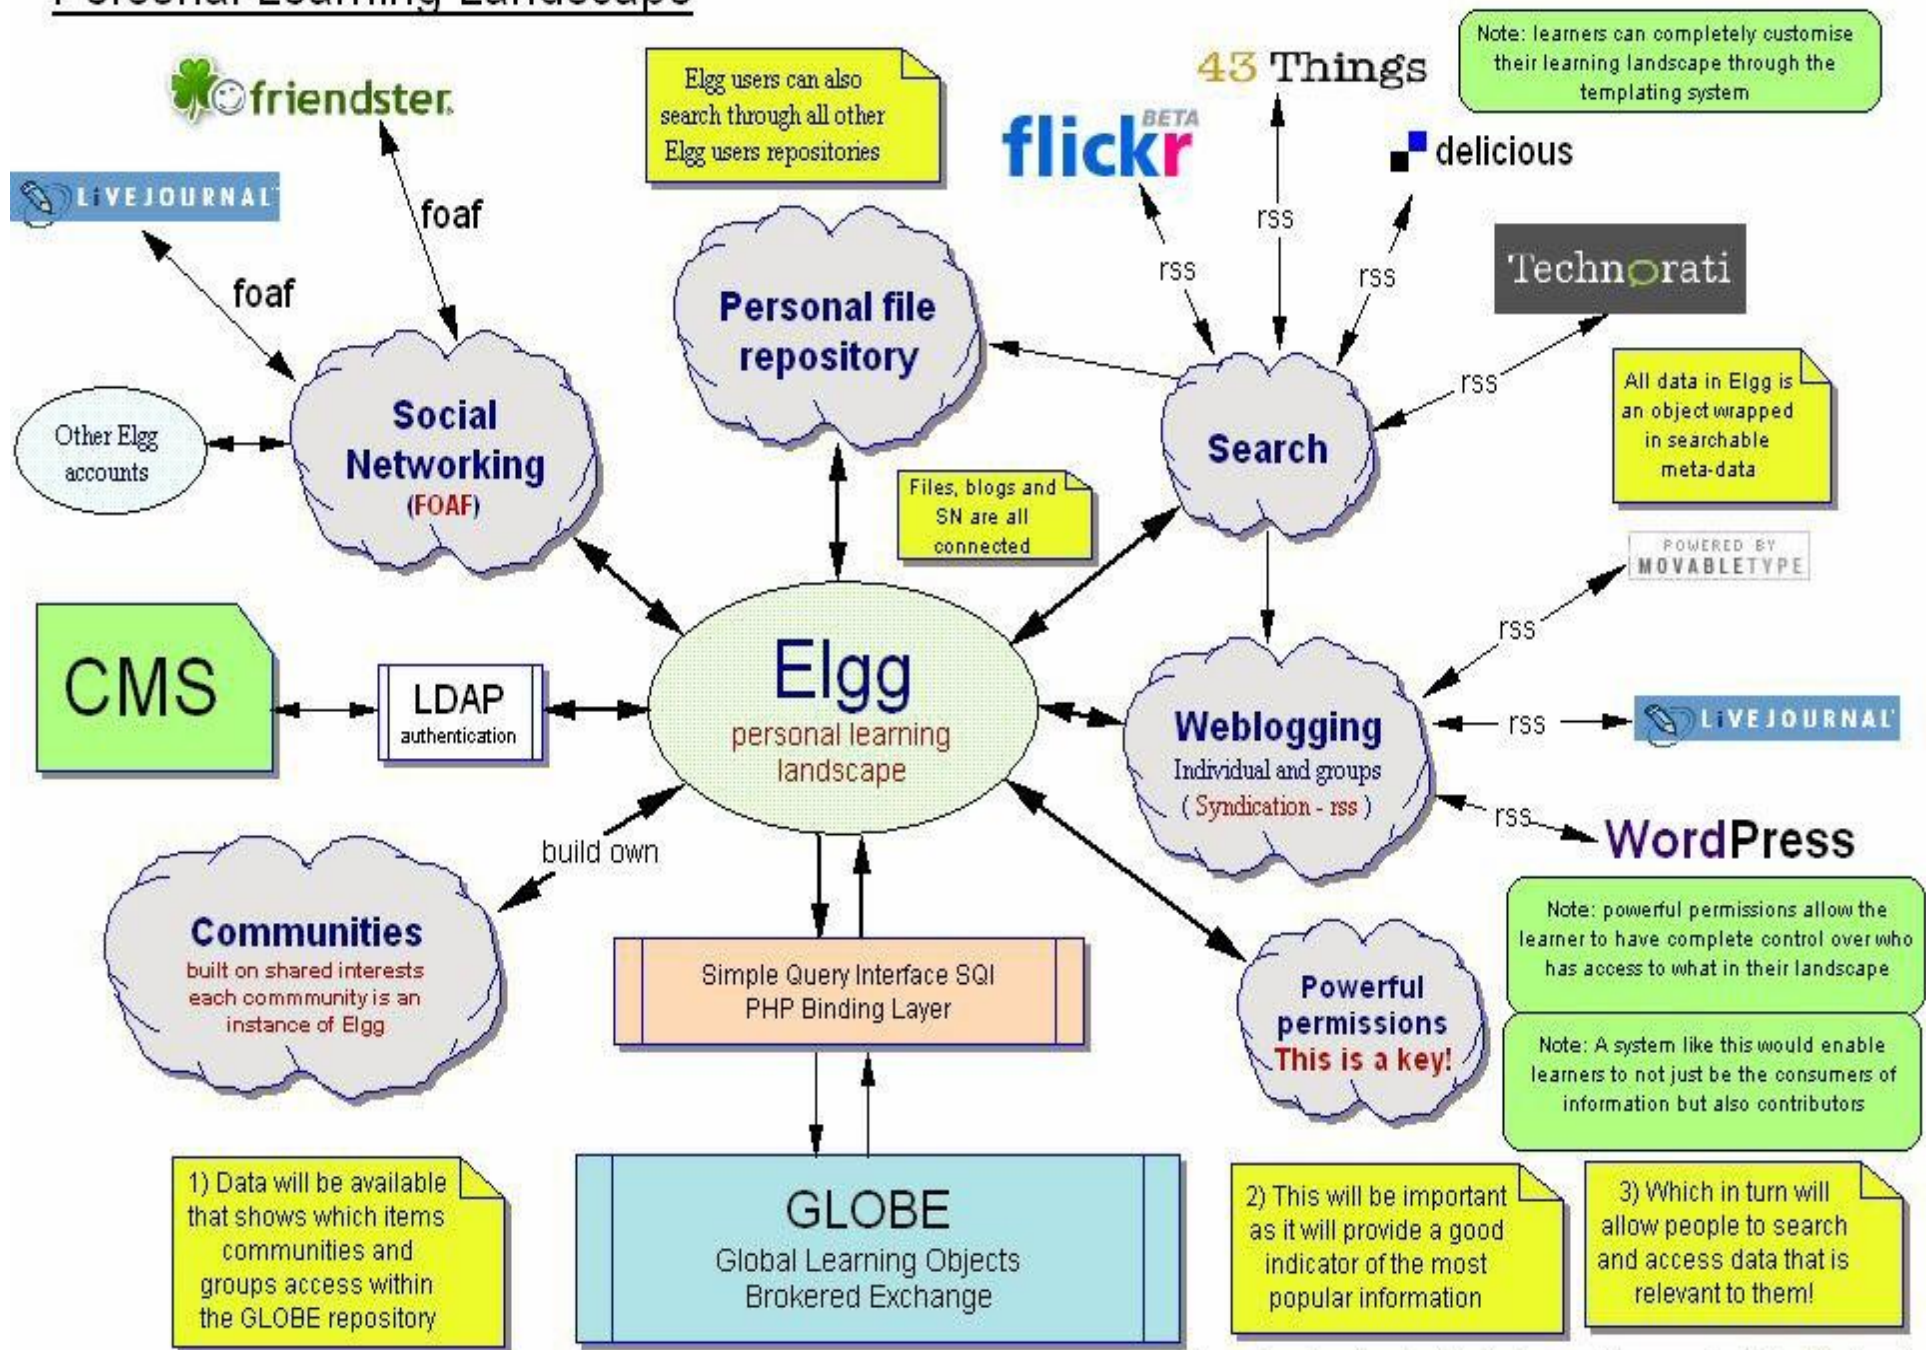 Personal Learning Landscape
friendster.
LiVEJOURNAL
foaf
foaf
Other Elgg
accounts
Social
Networking
(FOAF)
Elgg users can also
search through all other
Elgg users repositories
Personal file
repository
43 Things
flickr
BETA
delicious
Note: learners can completely customise
their learning landscape through the
templating system
rss
rss
rss
Technorati
rss
Search
All data in Elgg is
an object wrapped
in searchable
meta-data
Files, blogs and
SN are all
connected
POWERED BY
MOVABLETYPE
rss
CMS
LDAP
authentication
Elgg
personal learning
landscape
Weblogging
Individual and groups
( Syndication - rss )
rss
LiVEJOURNAL
rss
WordPress
build own
Communities
built on shared interests
each commmunity is an
instance of Elgg
Simple Query Interface SQI
PHP Binding Layer
Powerful
permissions
This is a key!
Note: powerful permissions allow the
learner to have complete control over who
has access to what in their landscape
Note: A system like this would enable
learners to not just be the consumers of
information but also contributors
1) Data will be available
that shows which items
communities and
groups access within
the GLOBE repository
GLOBE
Global Learning Objects
Brokered Exchange
2) This will be important
as it will provide a good
indicator of the most
popular information
3) Which in turn will
allow people to search
and access data that is
relevant to them!